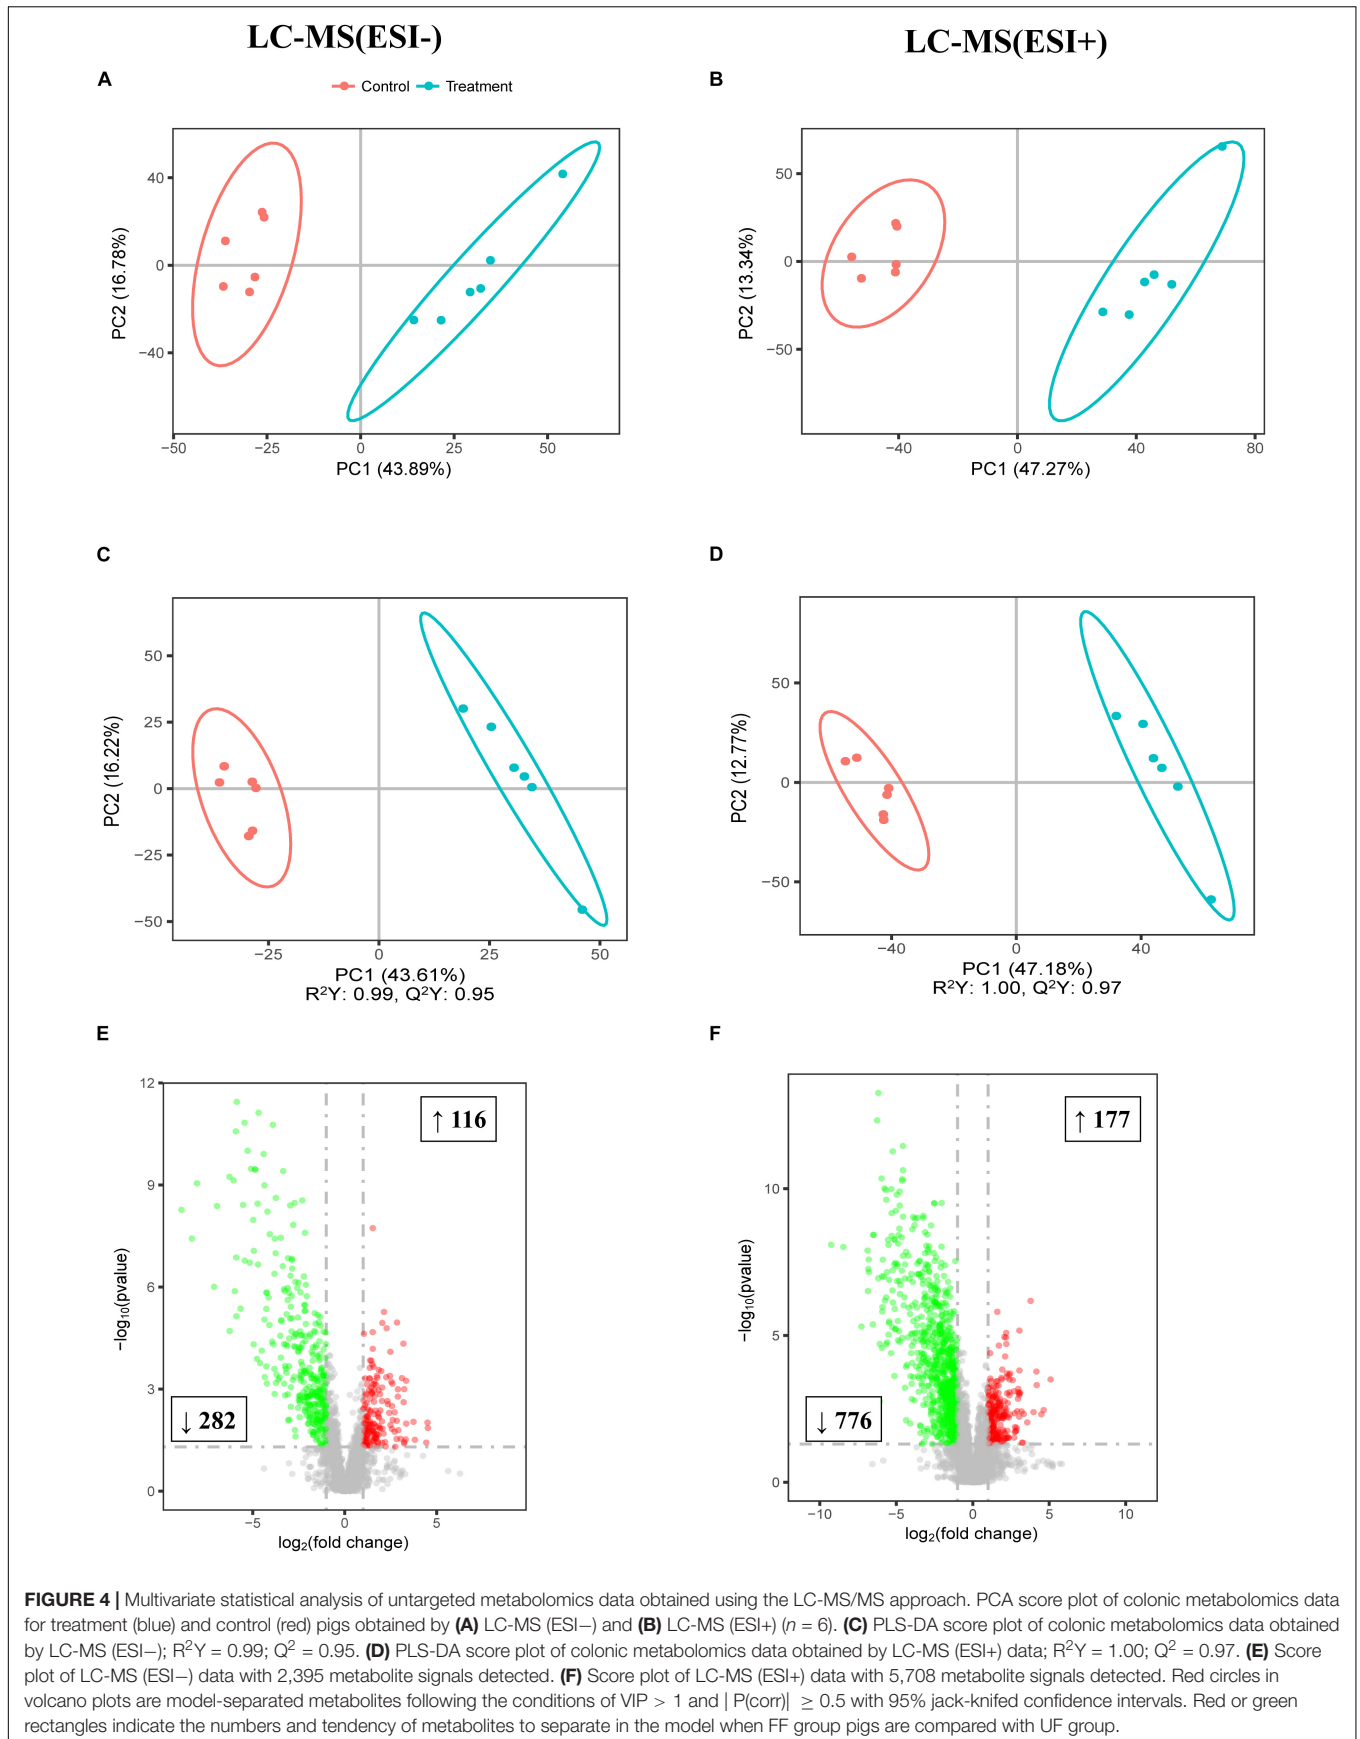 LC-MS(ESI-)
LC-MS(ESI+)
A
Control
Treatment
B
40
0
−40
PC2 (16.78%)
−50
−25
0
25
50
PC1 (43.89%)
50
0
−50
PC2 (13.34%)
−40
0
40
80
PC1 (47.27%)
C
D
50
25
0
−25
−50
PC2 (16.22%)
−25
0
25
50
PC1 (43.61%)
R²Y: 0.99, Q²Y: 0.95
50
0
−50
PC2 (12.77%)
−40
0
40
PC1 (47.18%)
R²Y: 1.00, Q²Y: 0.97
E
F
12
9
6
3
0
−log₁₀(pvalue)
↑ 116
↓ 282
−5
0
5
log₂(fold change)
10
5
0
−log₁₀(pvalue)
↑ 177
↓ 776
−10
−5
0
5
10
log₂(fold change)
FIGURE 4 | Multivariate statistical analysis of untargeted metabolomics data obtained using the LC-MS/MS approach. PCA score plot of colonic metabolomics data
for treatment (blue) and control (red) pigs obtained by (A) LC-MS (ESI−) and (B) LC-MS (ESI+) (n = 6). (C) PLS-DA score plot of colonic metabolomics data obtained
by LC-MS (ESI−); R²Y = 0.99; Q² = 0.95. (D) PLS-DA score plot of colonic metabolomics data obtained by LC-MS (ESI+) data; R²Y = 1.00; Q² = 0.97. (E) Score
plot of LC-MS (ESI−) data with 2,395 metabolite signals detected. (F) Score plot of LC-MS (ESI+) data with 5,708 metabolite signals detected. Red circles in
volcano plots are model-separated metabolites following the conditions of VIP > 1 and | P(corr)| ≥ 0.5 with 95% jack-knifed confidence intervals. Red or green
rectangles indicate the numbers and tendency of metabolites to separate in the model when FF group pigs are compared with UF group.